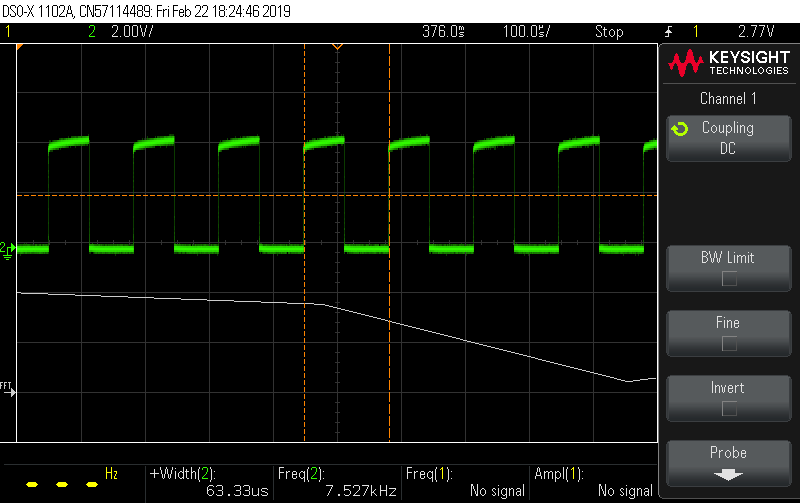 DSO-X 1102A, CN57114489: Fri Feb 22 18:24:46 2019
1 2 2.00V/ 376.0ms 100.0s/ Stop 1 2.77V
KEYSIGHT
TECHNOLOGIES
Channel 1
Coupling
DC
2
BW Limit
Fine
FFT
Invert
Probe
Hz +Width(2): Freq(2): Freq(1): Ampl(1):
63.33us 7.527kHz No signal No signal